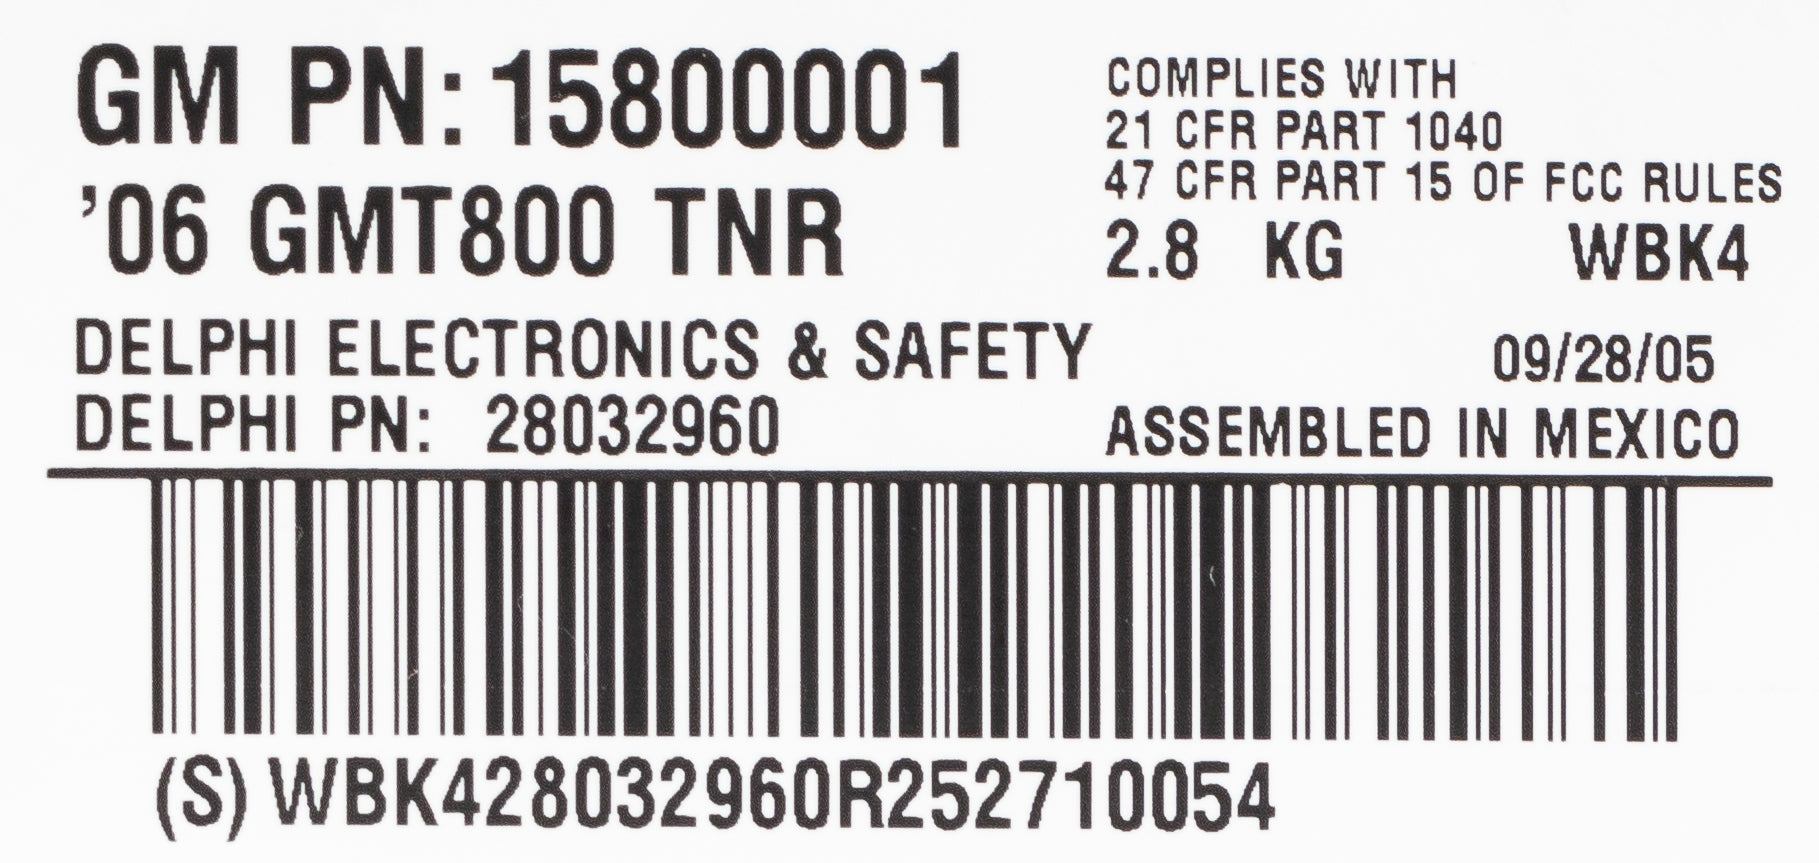 GM PN: 15800001
'06 GMT800 TNR
COMPLIES WITH
21 CFR PART 1040
47 CFR PART 15 OF FCC RULES
2.8 KG WBK4
DELPHI ELECTRONICS & SAFETY
09/28/05
DELPHI PN: 28032960
ASSEMBLED IN MEXICO
(S) WBK428032960R252710054